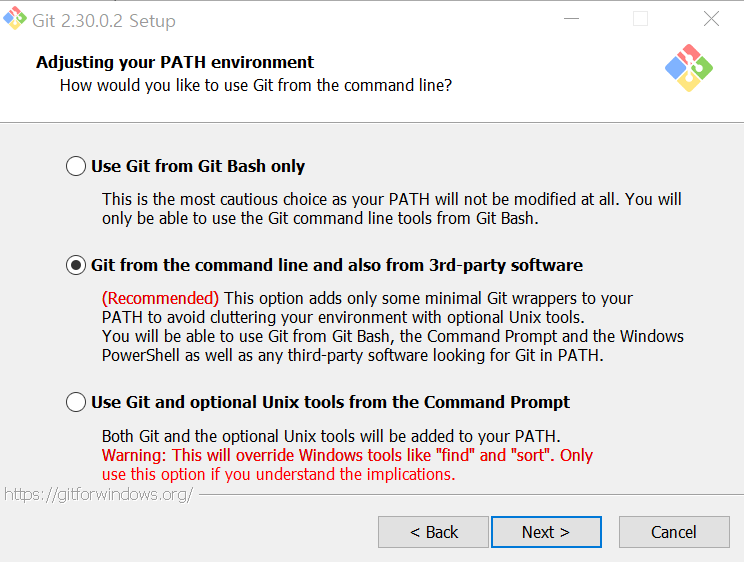 Git 2.30.0.2 Setup
Adjusting your PATH environment
How would you like to use Git from the command line?
Use Git from Git Bash only
This is the most cautious choice as your PATH will not be modified at all. You will
only be able to use the Git command line tools from Git Bash.
Git from the command line and also from 3rd-party software
(Recommended) This option adds only some minimal Git wrappers to your
PATH to avoid cluttering your environment with optional Unix tools.
You will be able to use Git from Git Bash, the Command Prompt and the Windows
PowerShell as well as any third-party software looking for Git in PATH.
Use Git and optional Unix tools from the Command Prompt
Both Git and the optional Unix tools will be added to your PATH.
Warning: This will override Windows tools like "find" and "sort". Only
use this option if you understand the implications.
https://gitforwindows.org/
< Back
Next >
Cancel